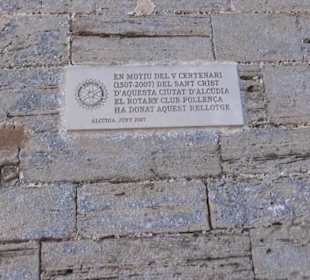 EN MOTIU DEL V CENTENARI
(1507-2007) DEL SANT CRIST
D'AQUESTA CIUTAT D'ALCÚDIA
EL ROTARY CLUB POLLENÇA
HA DONAT AQUEST RELLOTGE
ALCÚDIA, JUNY 2007